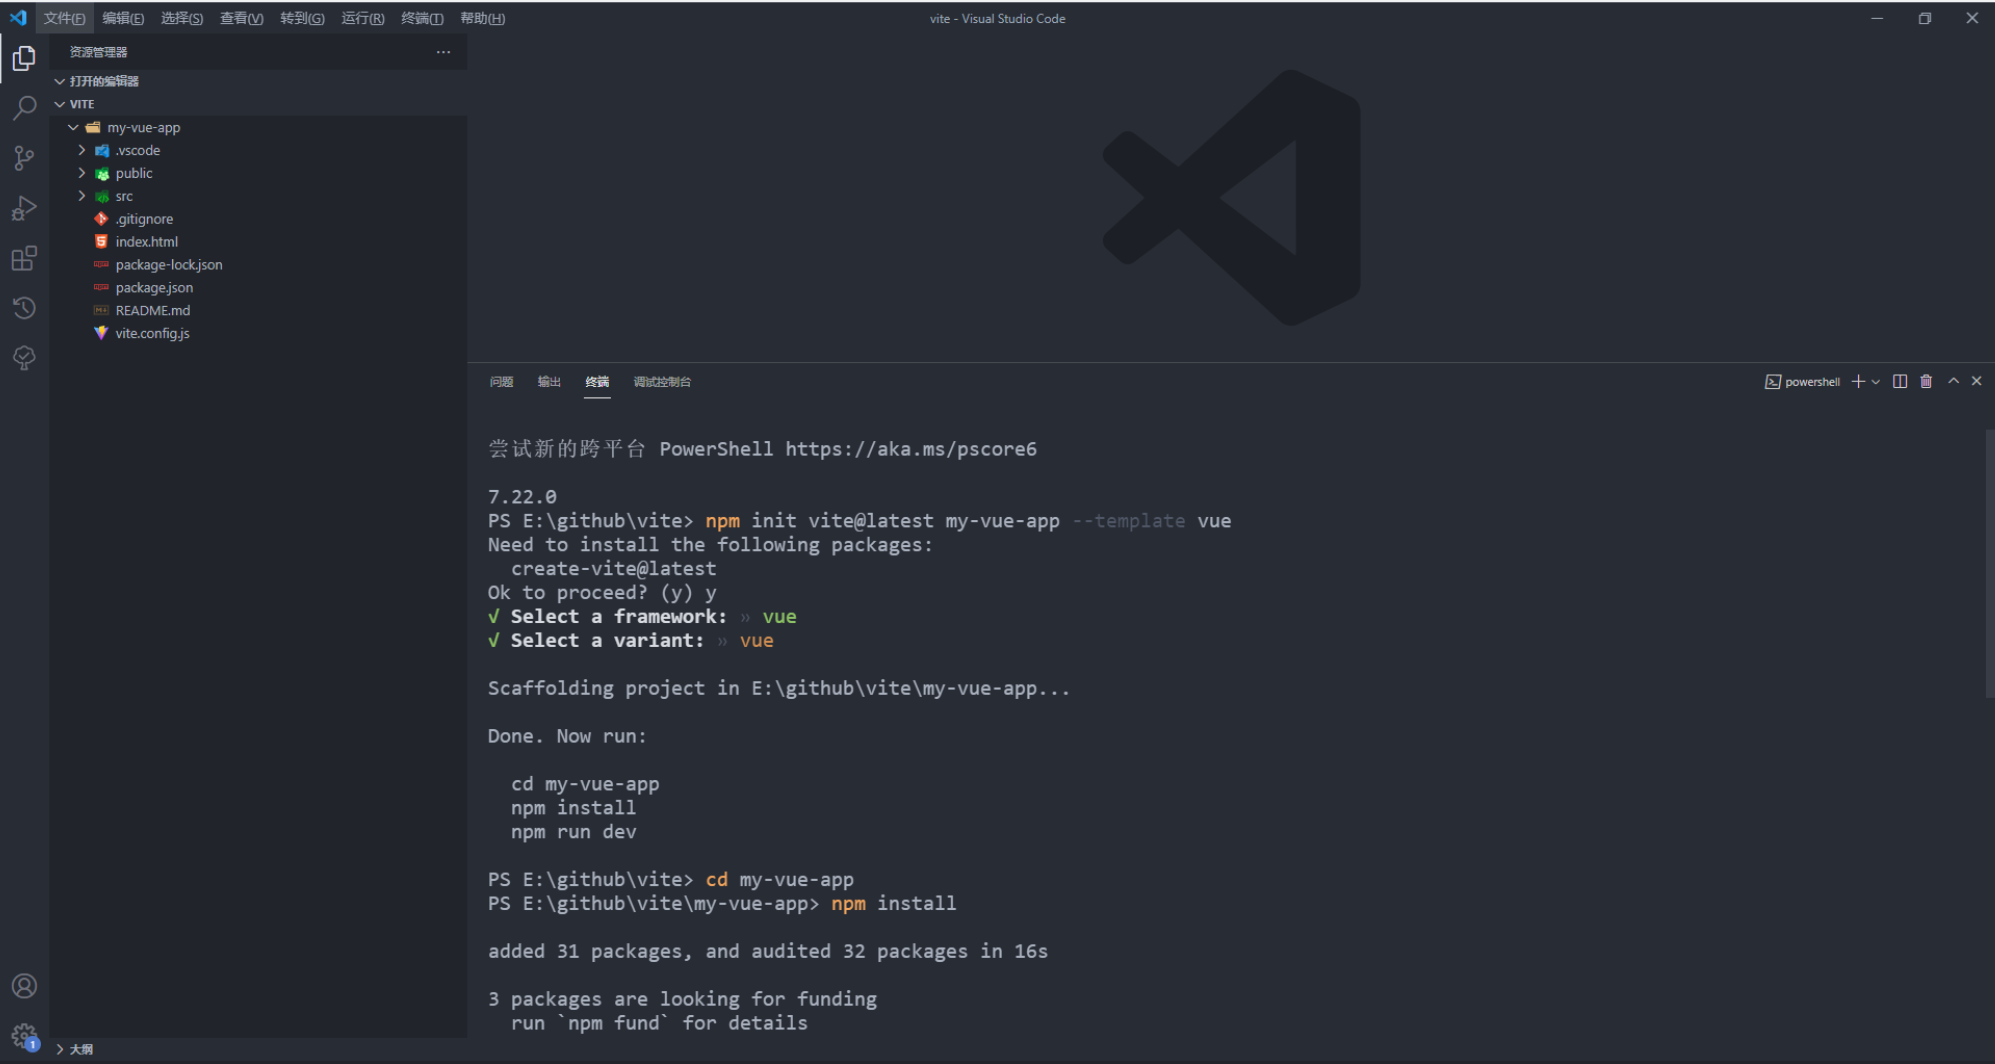 文件(F) 编辑(E) 选择(S) 查看(V) 转到(G) 运行(R) 终端(T) 帮助(H)
vite - Visual Studio Code
资源管理器
打开的编辑器
VITE
my-vue-app
.vscode
public
src
.gitignore
index.html
package-lock.json
package.json
README.md
vite.config.js
大纲
1
问题 输出 终端 调试控制台
powershell
尝试新的跨平台 PowerShell https://aka.ms/pscore6
7.22.0
PS E:\github\vite> npm init vite@latest my-vue-app --template vue
Need to install the following packages:
create-vite@latest
Ok to proceed? (y) y
√ Select a framework: » vue
√ Select a variant: » vue
Scaffolding project in E:\github\vite\my-vue-app...
Done. Now run:
cd my-vue-app
npm install
npm run dev
PS E:\github\vite> cd my-vue-app
PS E:\github\vite\my-vue-app> npm install
added 31 packages, and audited 32 packages in 16s
3 packages are looking for funding
run `npm fund` for details